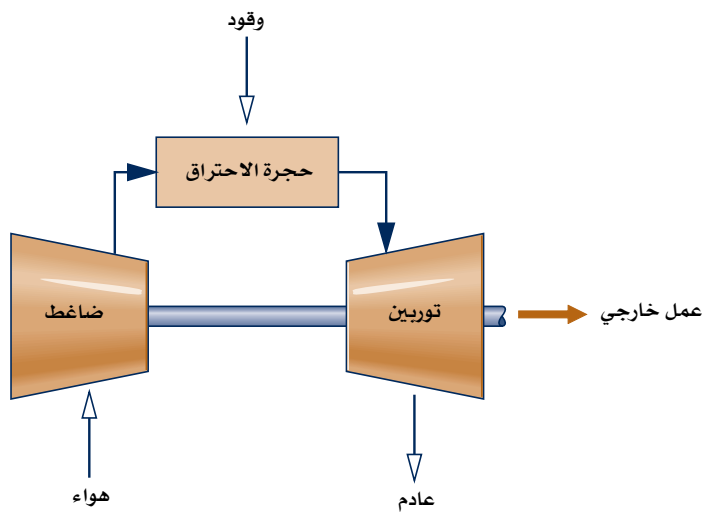 وقود
حجرة الاحتراق
ضاغط
توربين
عمل خارجي
هواء
عادم